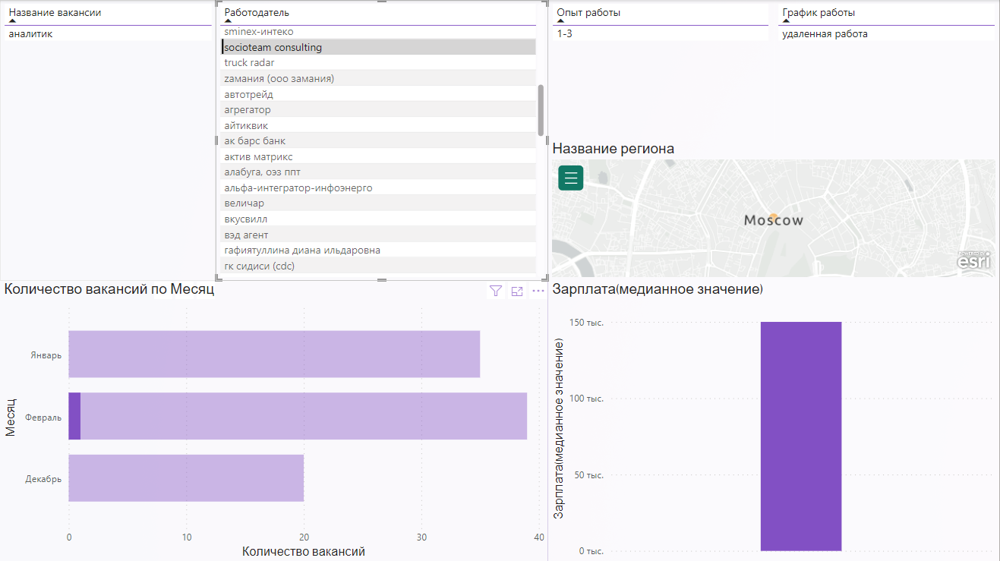 Название вакансии
аналитик
Работодатель
sminex-интеко
socioteam consulting
truck radar
zамания (ооо замания)
автотрейд
агрегатор
айтиквик
ак барс банк
актив матрикс
алабуга, оэз ппт
альфа-интегратор-инфоэнерго
величар
вкусвилл
вэд агент
гафиятуллина диана ильдаровна
гк сидиси (cdc)
Опыт работы
1-3
График работы
удаленная работа
Название региона
Moscow
POWERED BY
esri
Количество вакансий по Месяц
Месяц
Январь
Февраль
Декабрь
0
10
20
30
40
Количество вакансий
Зарплата(медианное значение)
Зарплата(медианное значение)
150 тыс.
100 тыс.
50 тыс.
0 тыс.